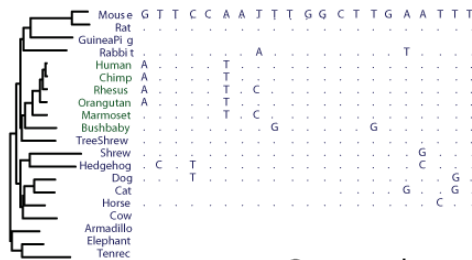 Mouse G T T C C A A T T T G G C T T G A A T T T
Rat . . . . . . . . . . . . . . . . . . . . .
GuineaPig
Rabbit . . . . . . . A . . . . . . . . T . . . .
Human A . . . . T . . . . . . . . . . . . . . .
Chimp A . . . . T . . . . . . . . . . . . . . .
Rhesus A . . . . T . C . . . . . . . . . . . . .
Orangutan A . . . . T . . . . . . . . . . . . . . .
Marmoset . . . . . T . C . . . . . . . . . . . . .
Bushbaby . . . . . . . . G . . . . . G . . . . . .
TreeShrew . . . . . . . . . . . . . . . . . . . . .
Shrew . . . . . . . . . . . . . . . . . G . . .
Hedgehog . C . T . . . . . . . . . . . . . C . . .
Dog . . . T . . . . . . . . . . . . . . . G .
Cat . . . . . . . . . . . . . . . . G . . G .
Horse . . . . . . . . . . . . . . . . . . C . .
Cow
Armadillo
Elephant
Tenrec